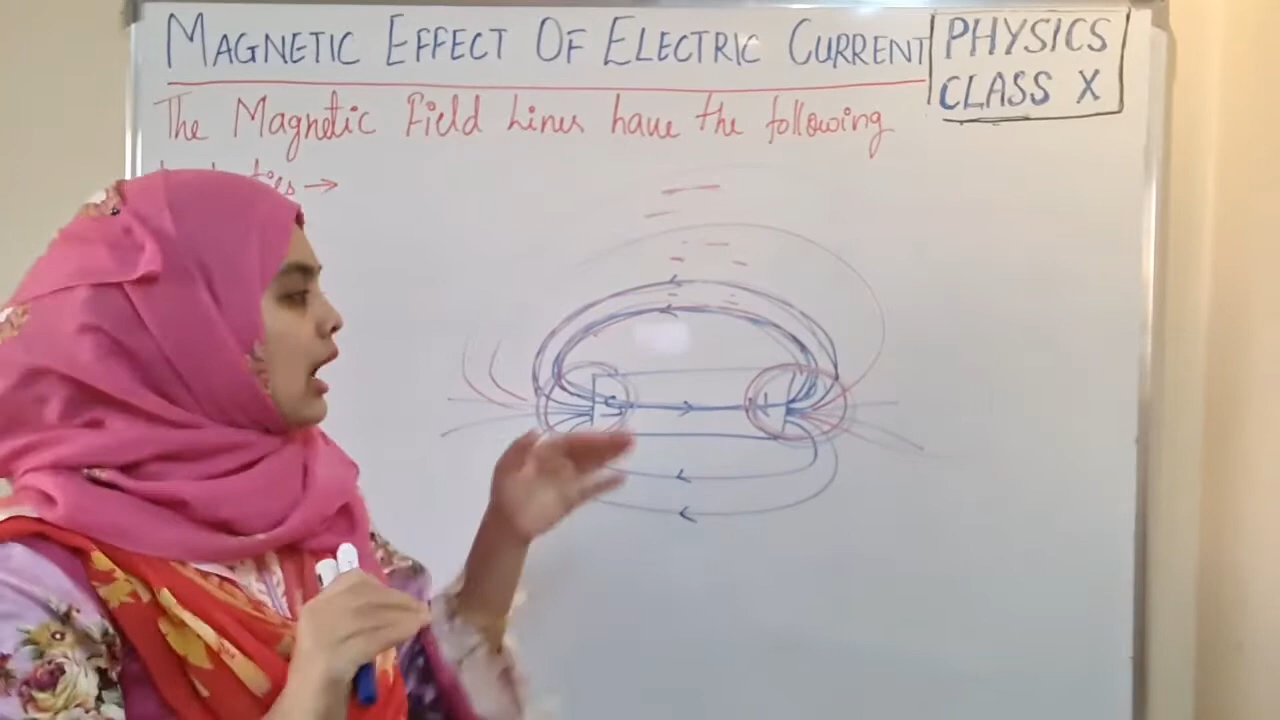 MAGNETIC EFFECT OF ELECTRIC CURRENT
PHYSICS
CLASS X
The Magnetic Field Lines have the following
→
S